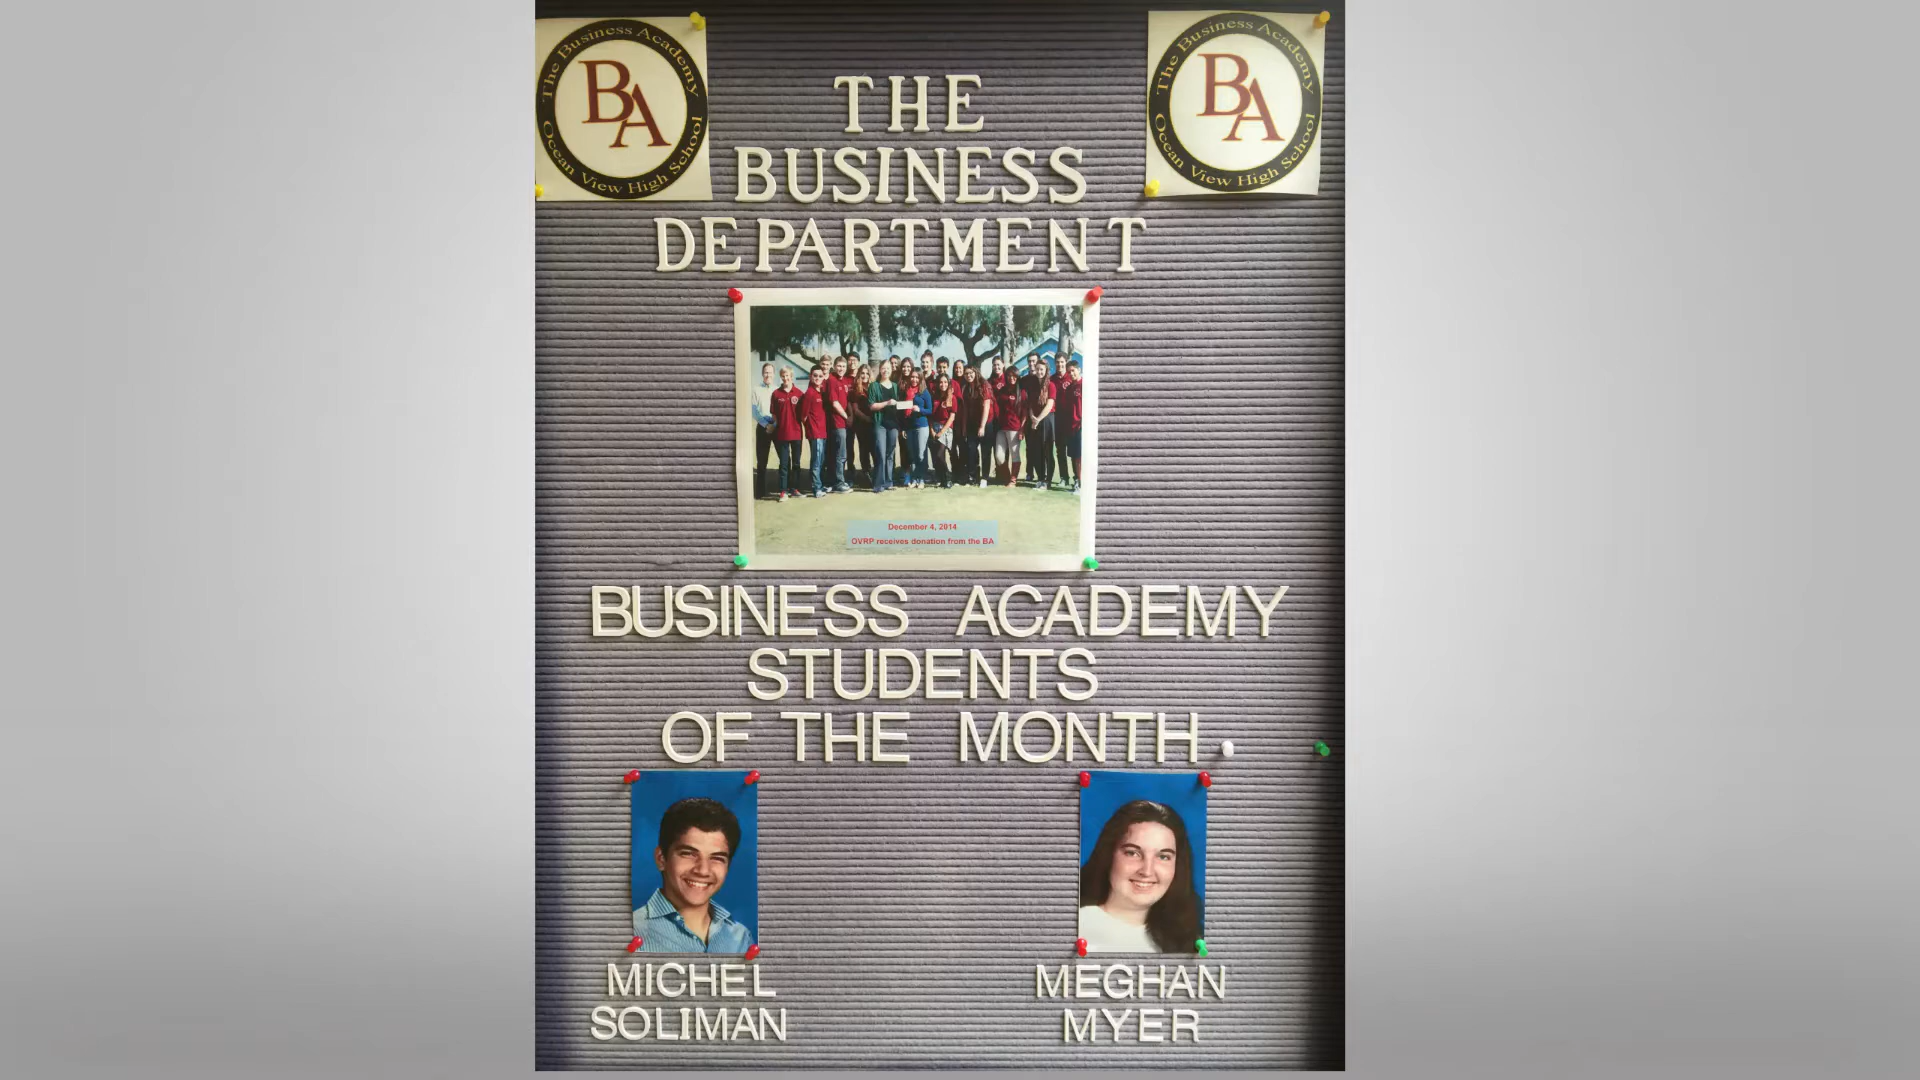 The Business Academy
BA
Ocean View High School
The Business Academy
BA
Ocean View High School
THE
BUSINESS
DEPARTMENT
December 4, 2014
OVRP receives donation from the BA
BUSINESS ACADEMY
STUDENTS
OF THE MONTH
MICHEL
SOLIMAN
MEGHAN
MYER